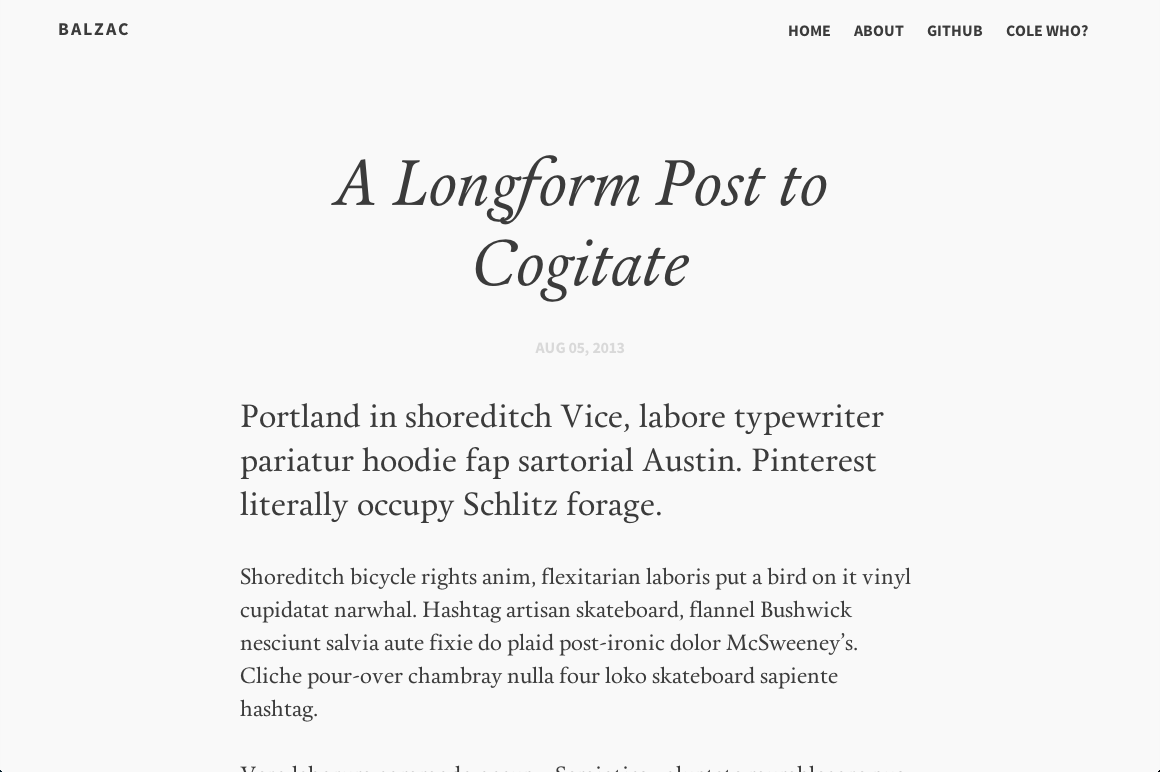 BALZAC
HOME ABOUT GITHUB COLE WHO?
A Longform Post to
Cogitate
AUG 05, 2013
Portland in shoreditch Vice, labore typewriter
pariatur hoodie fap sartorial Austin. Pinterest
literally occupy Schlitz forage.
Shoreditch bicycle rights anim, flexitarian laboris put a bird on it vinyl
cupidatat narwhal. Hashtag artisan skateboard, flannel Bushwick
nesciunt salvia aute fixie do plaid post-ironic dolor McSweeney’s.
Cliche pour-over chambray nulla four loko skateboard sapiente
hashtag.